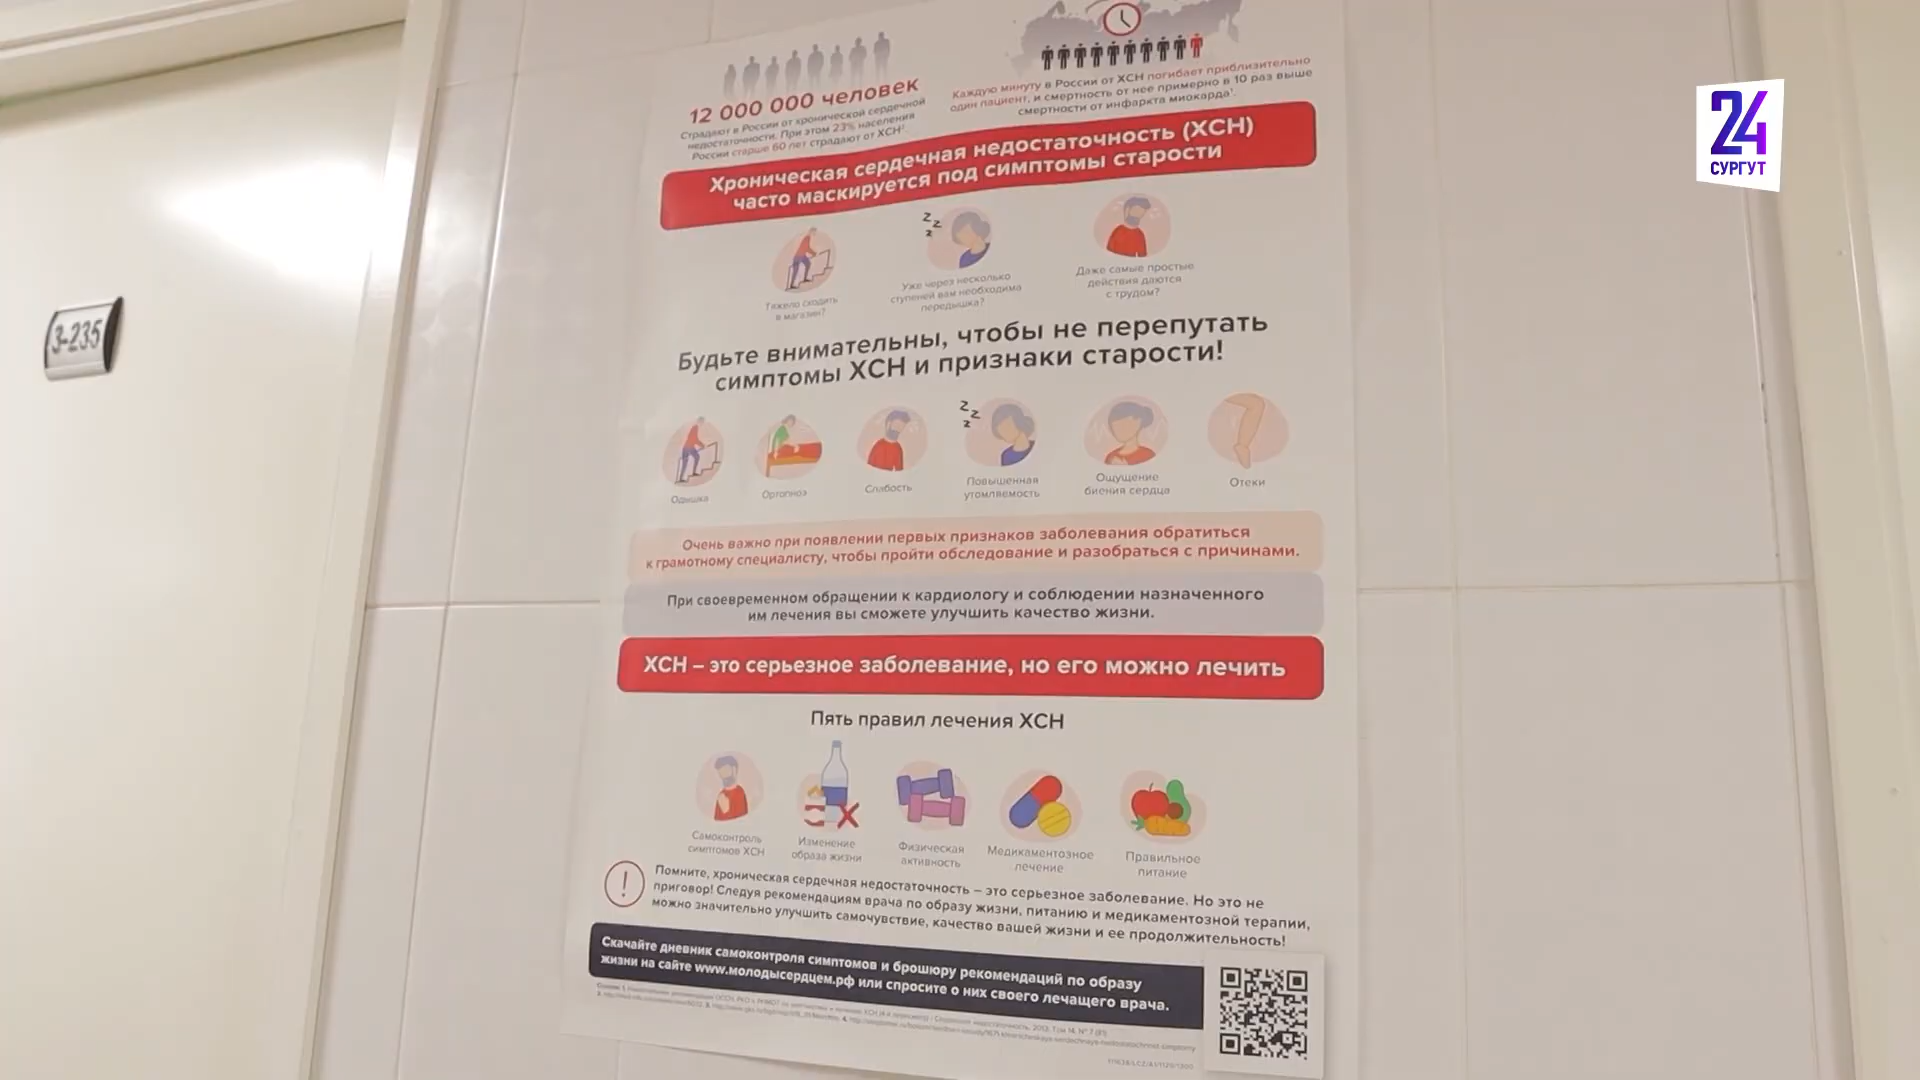 24
СУРГУТ
3-235
12 000 000 человек
Страдают в России от хронической сердечной
недостаточности. При этом 23% населения
России старше 60 лет страдают от ХСН².
Каждую минуту в России от ХСН погибает приблизительно
один пациент, и смертность от нее примерно в 10 раз выше
смертности от инфаркта миокарда¹.
Хроническая сердечная недостаточность (ХСН)
часто маскируется под симптомы старости
Тяжело сходить
в магазин?
z z z
Уже через несколько
ступеней вам необходима
передышка?
Даже самые простые
действия даются
с трудом?
Будьте внимательны, чтобы не перепутать
симптомы ХСН и признаки старости!
Одышка
Ортопноэ
Слабость
z z z
Повышенная
утомляемость
Ощущение
биения сердца
Отеки
Очень важно при появлении первых признаков заболевания обратиться
к грамотному специалисту, чтобы пройти обследование и разобраться с причинами.
При своевременном обращении к кардиологу и соблюдении назначенного
им лечения вы сможете улучшить качество жизни.
ХСН – это серьезное заболевание, но его можно лечить
Пять правил лечения ХСН
Самоконтроль
симптомов ХСН
Изменение
образа жизни
Физическая
активность
Медикаментозное
лечение
Правильное
питание
Помните, хроническая сердечная недостаточность – это серьезное заболевание. Но это не
приговор! Следуя рекомендациям врача по образу жизни, питанию и медикаментозной терапии,
можно значительно улучшить самочувствие, качество вашей жизни и ее продолжительность!
Скачайте дневник самоконтроля симптомов и брошюру рекомендаций по образу
жизни на сайте www.молодысердцем.рф или спросите о них своего лечащего врача.